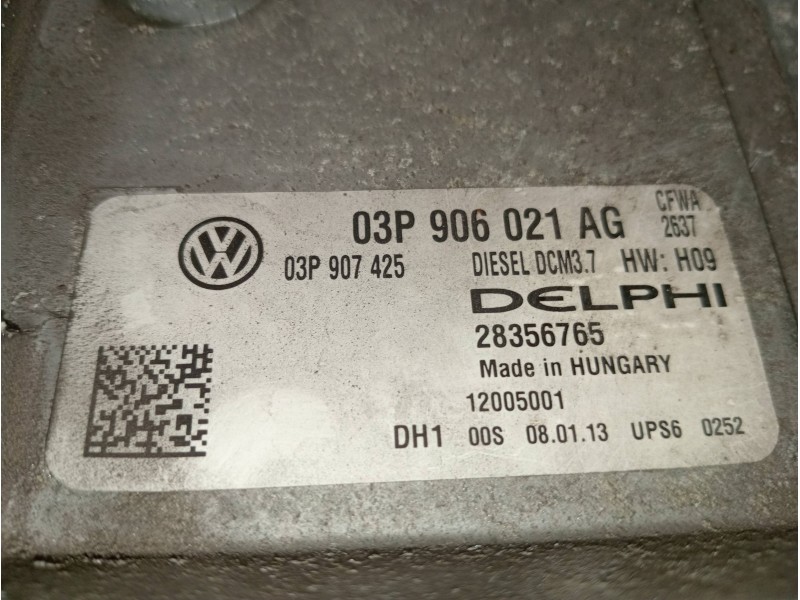 03P 906 021 AG CFWA
2637
03P 907 425 DIESEL DCM3.7 HW: H09
DELPHI
28356765
Made in HUNGARY
12005001
DH1 00S 08.01.13 UPS6 0252